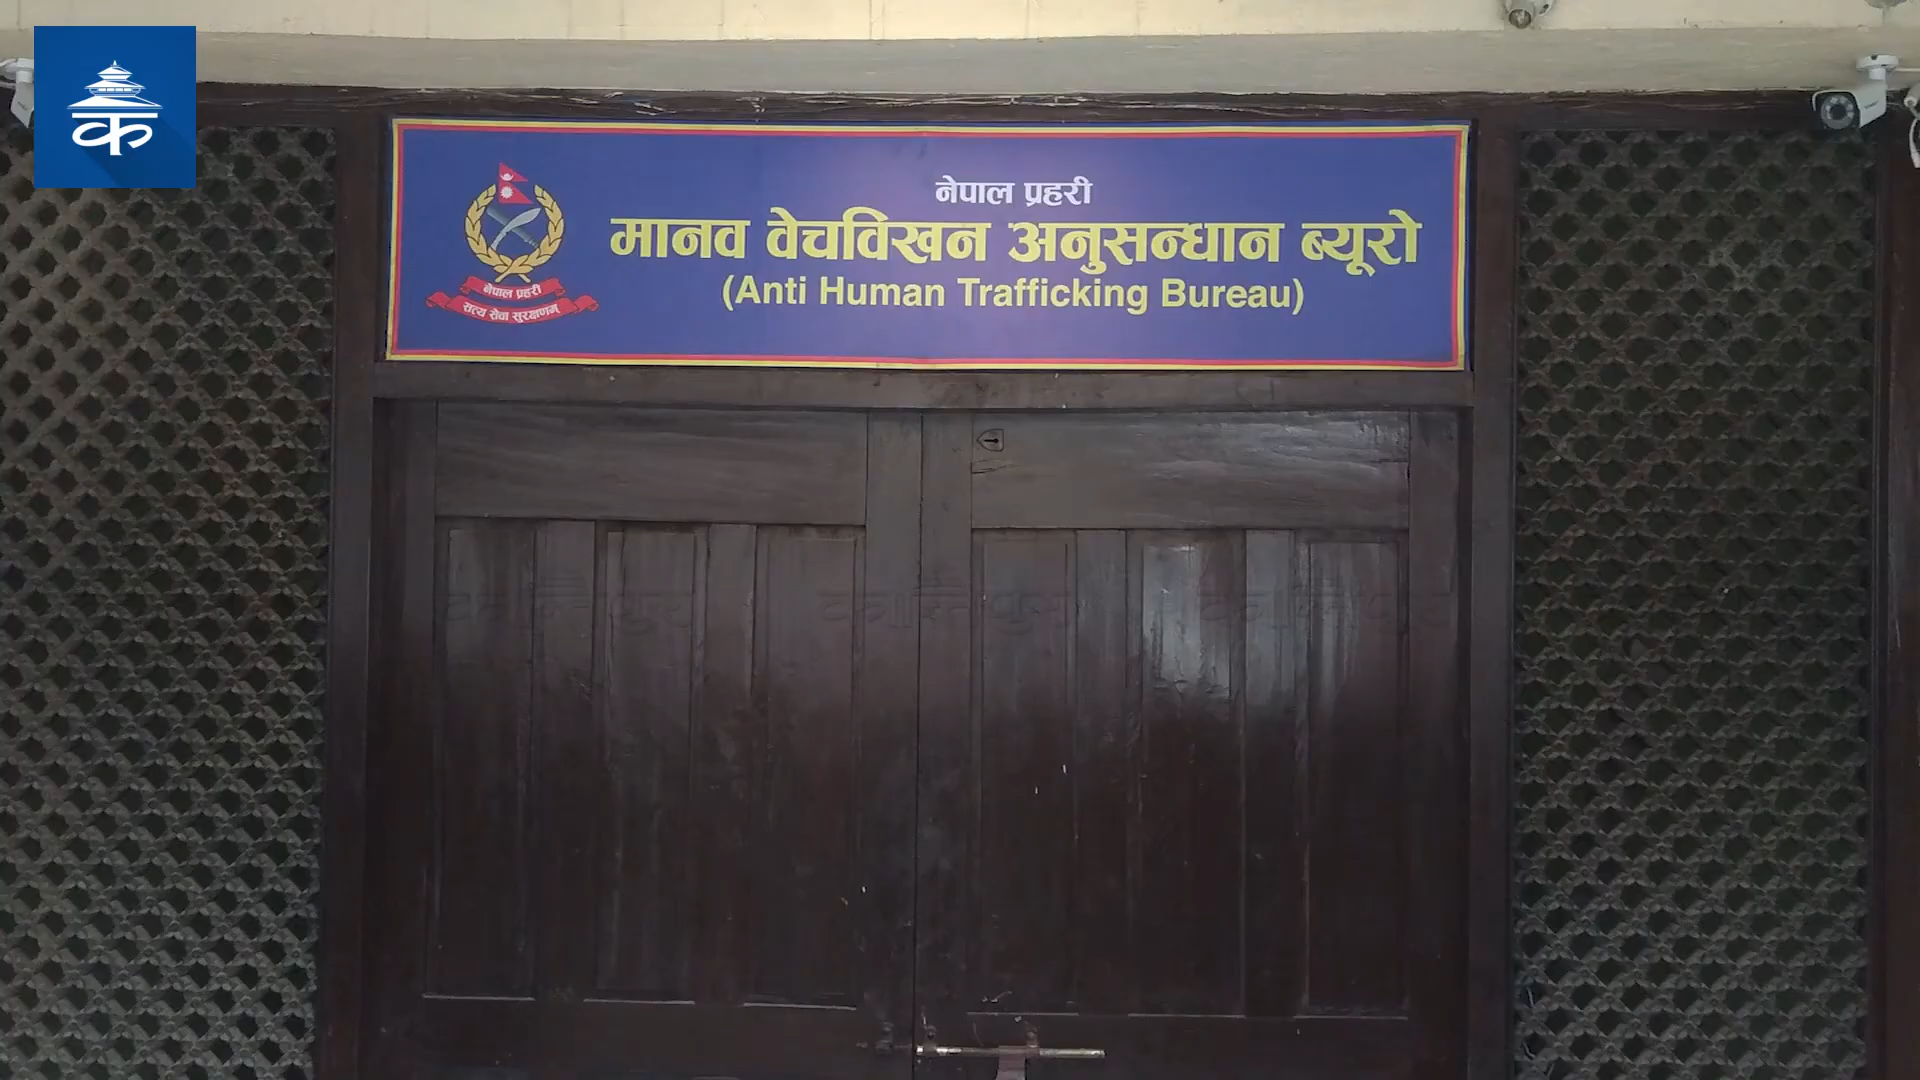 क
नेपाल प्रहरी
मानव वेचविखन अनुसन्धान ब्यूरो
(Anti Human Trafficking Bureau)
नेपाल प्रहरी
सत्य सेवा सुरक्षणम्